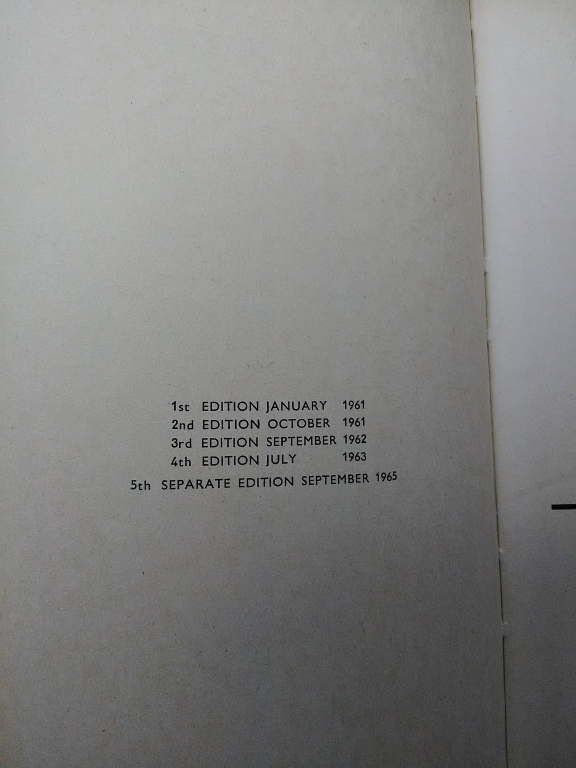 1st EDITION JANUARY 1961
2nd EDITION OCTOBER 1961
3rd EDITION SEPTEMBER 1962
4th EDITION JULY 1963
5th SEPARATE EDITION SEPTEMBER 1965